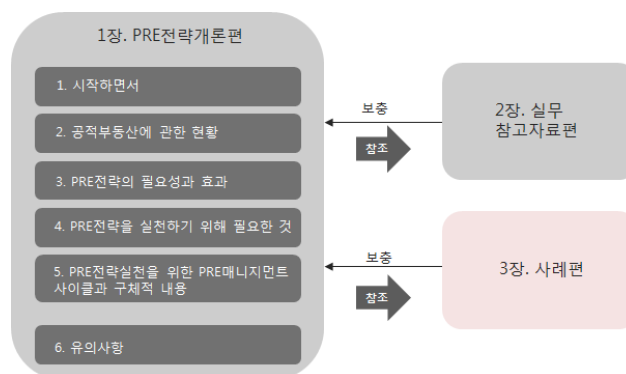 1장. PRE전략개론편
1. 시작하면서
2. 공적부동산에 관한 현황
3. PRE전략의 필요성과 효과
4. PRE전략을 실천하기 위해 필요한 것
5. PRE전략실천을 위한 PRE매니지먼트
사이클과 구체적 내용
6. 유의사항
보충
참조
2장. 실무
참고자료편
보충
참조
3장. 사례편